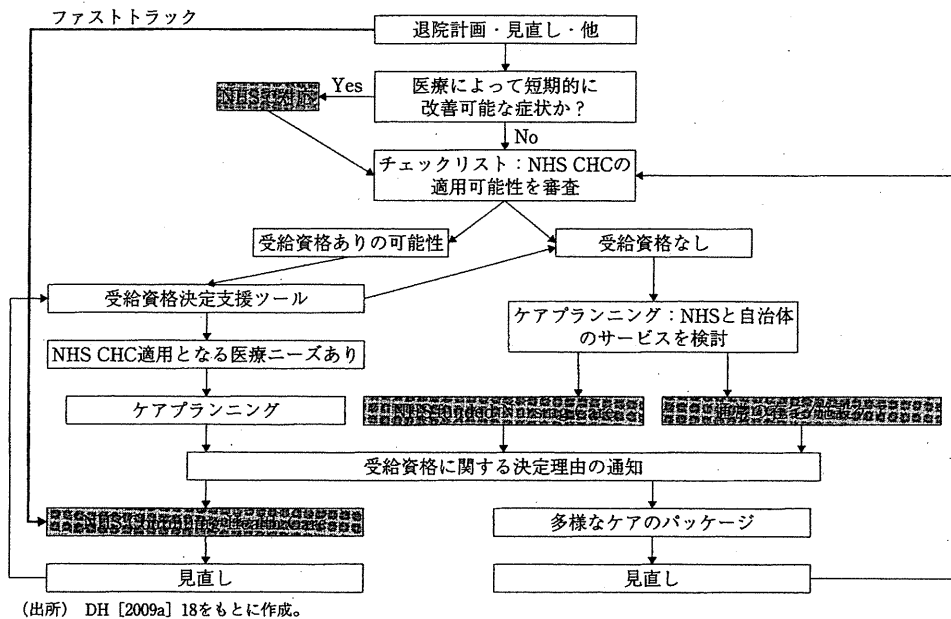 ファストトラック
退院計画・見直し・他
医療によって短期的に
改善可能な症状か？
Yes
NHS
No
チェックリスト：NHS CHCの
適用可能性を審査
受給資格ありの可能性
受給資格なし
受給資格決定支援ツール
ケアプランニング：NHSと自治体
のサービスを検討
NHS CHC適用となる医療ニーズあり
ケアプランニング
NHS funded Nursing Care
受給資格に関する決定理由の通知
NHS Continuing Health Care
多様なケアのパッケージ
見直し
見直し
（出所） DH［2009a］18をもとに作成。